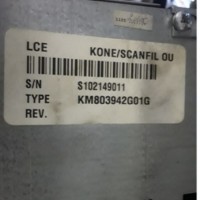 LCE KONE/SCANFIL OU
S/N S102149011
TYPE KM803942G01G
REV.